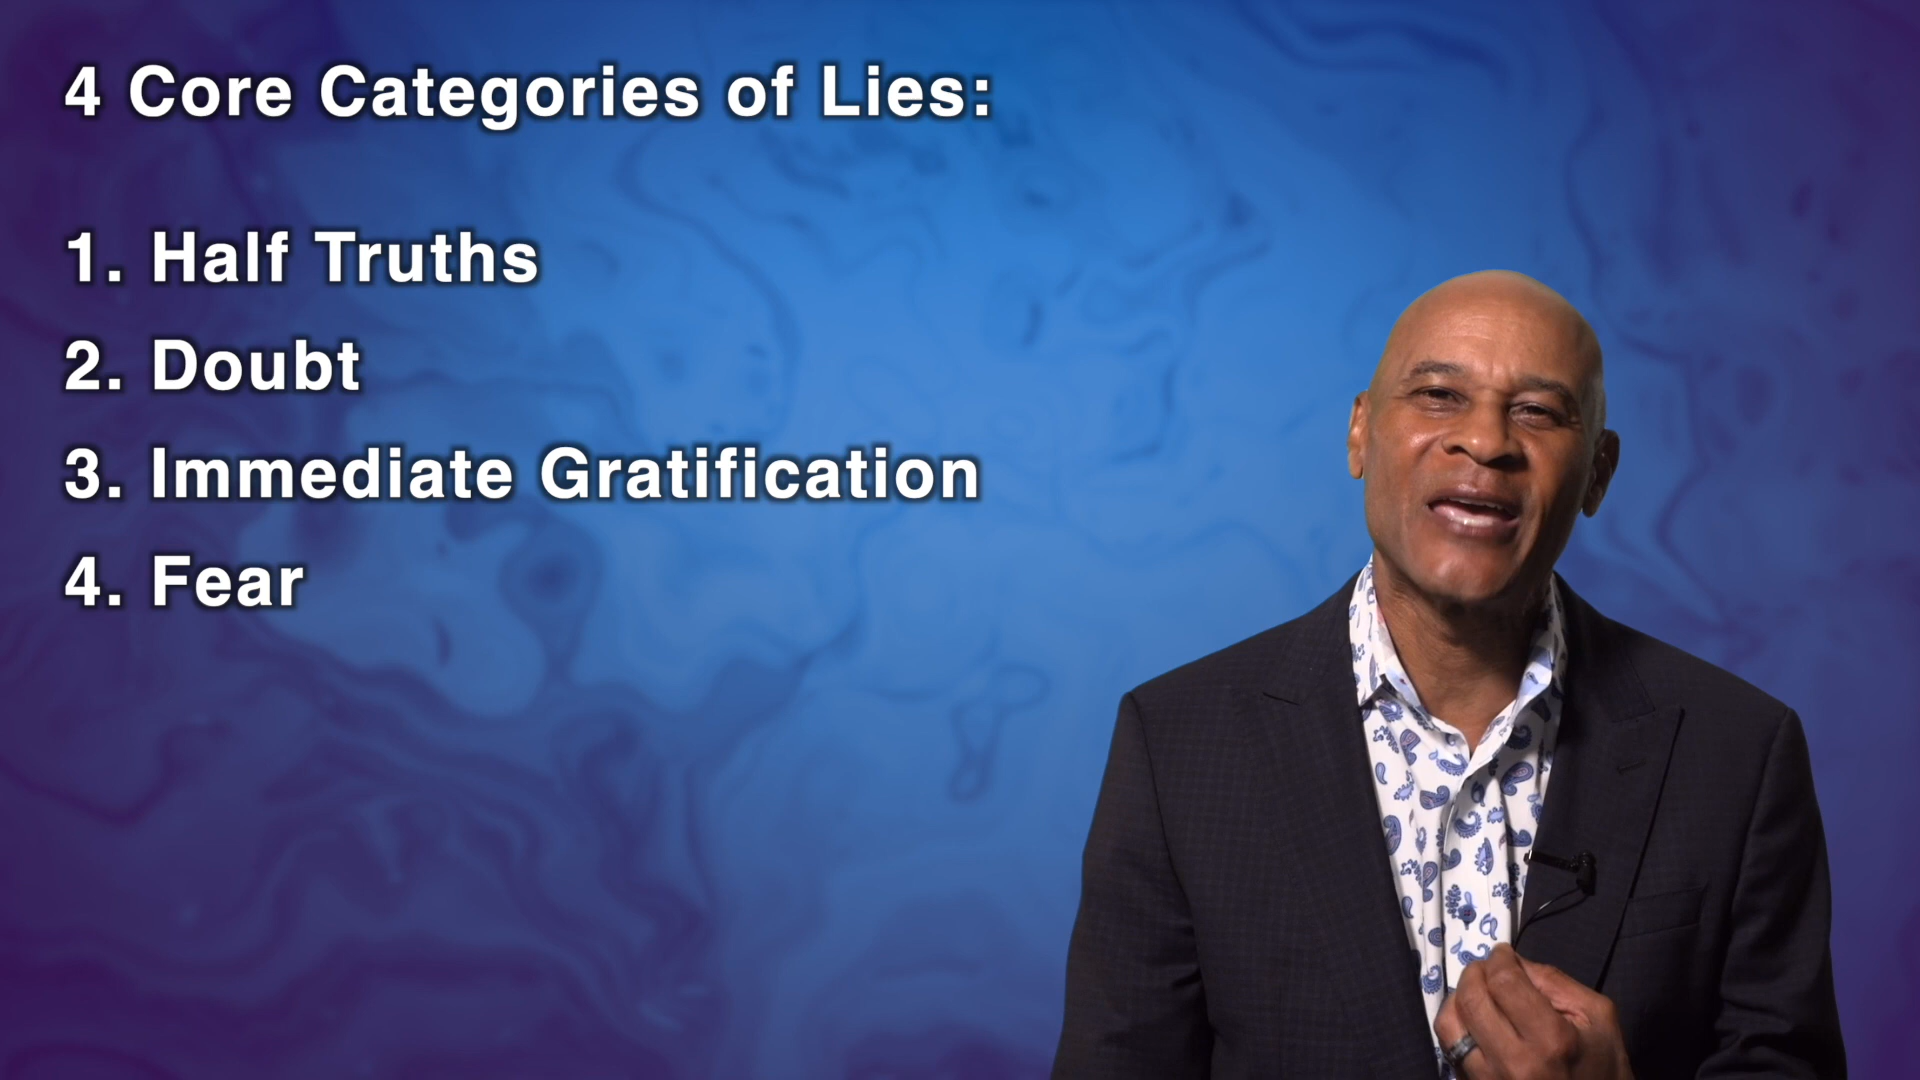 4 Core Categories of Lies:
1. Half Truths
2. Doubt
3. Immediate Gratification
4. Fear